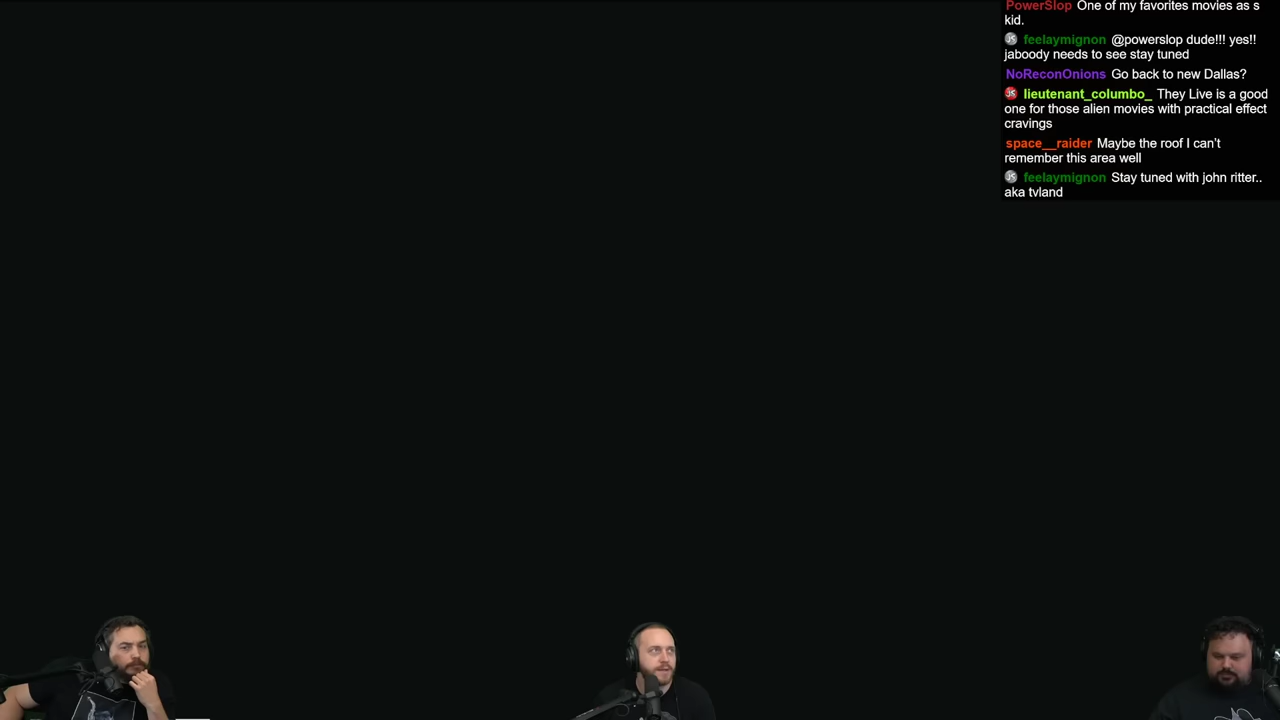 PowerSlop One of my favorites movies as s
kid.
feelaymignon @powerslop dude!!! yes!!
jaboody needs to see stay tuned
NoReconOnions Go back to new Dallas?
lieutenant_columbo_ They Live is a good
one for those alien movies with practical effect
cravings
space__raider Maybe the roof I can't
remember this area well
feelaymignon Stay tuned with john ritter..
aka tvland